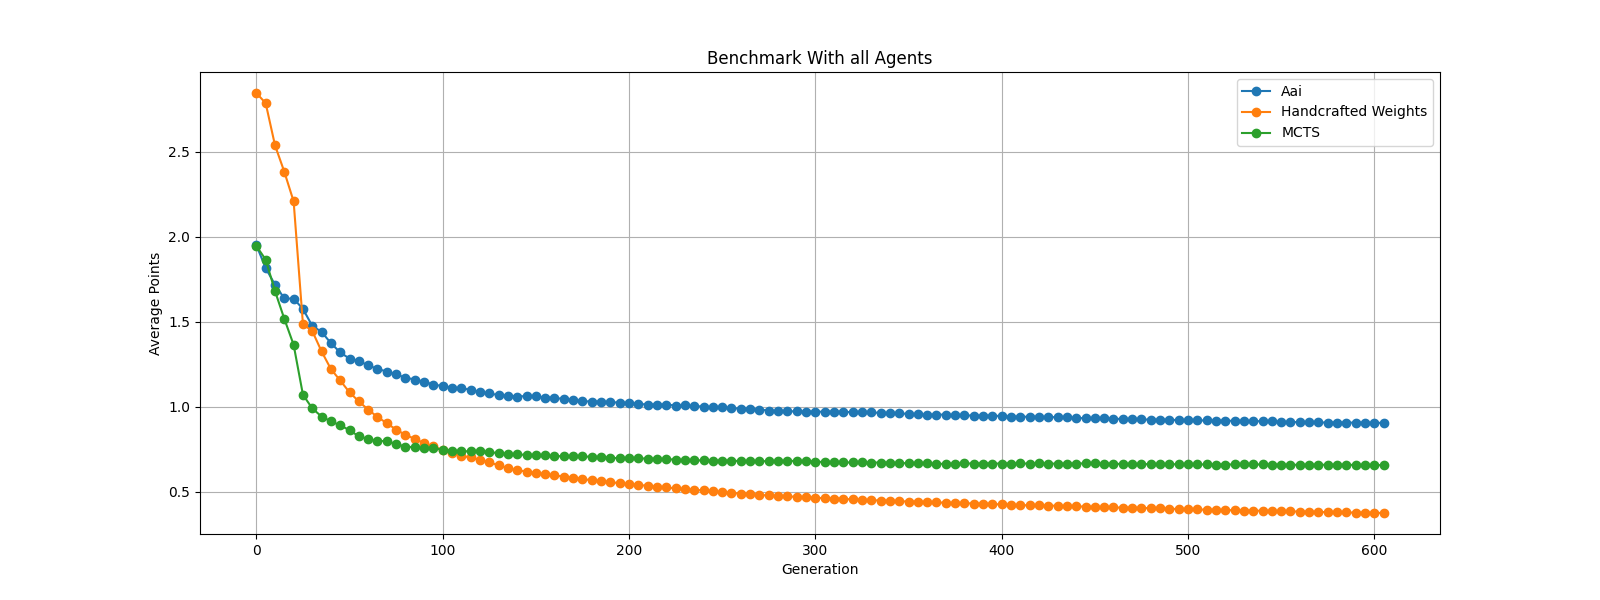 Benchmark With all Agents
Aai
Handcrafted Weights
MCTS
Average Points
2.5
2.0
1.5
1.0
0.5
0 100 200 300 400 500 600
Generation